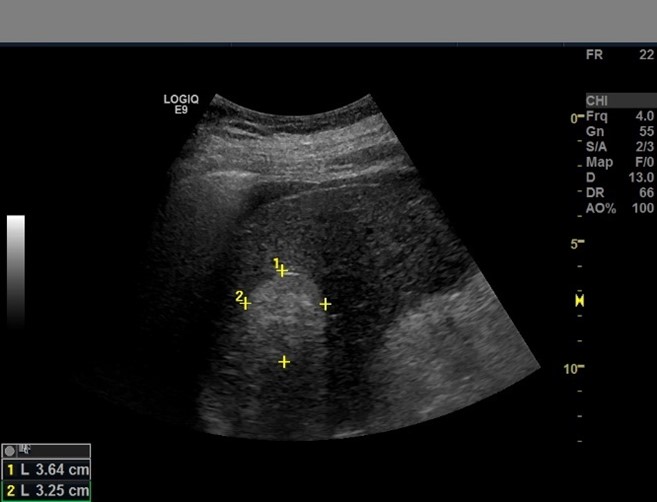 LOGIQ
E9
FR 22
CHI
Frq 4.0
Gn 55
S/A 2/3
Map F/0
D 13.0
DR 66
AO% 100
0
5
10
1
2
1 L 3.64 cm
2 L 3.25 cm